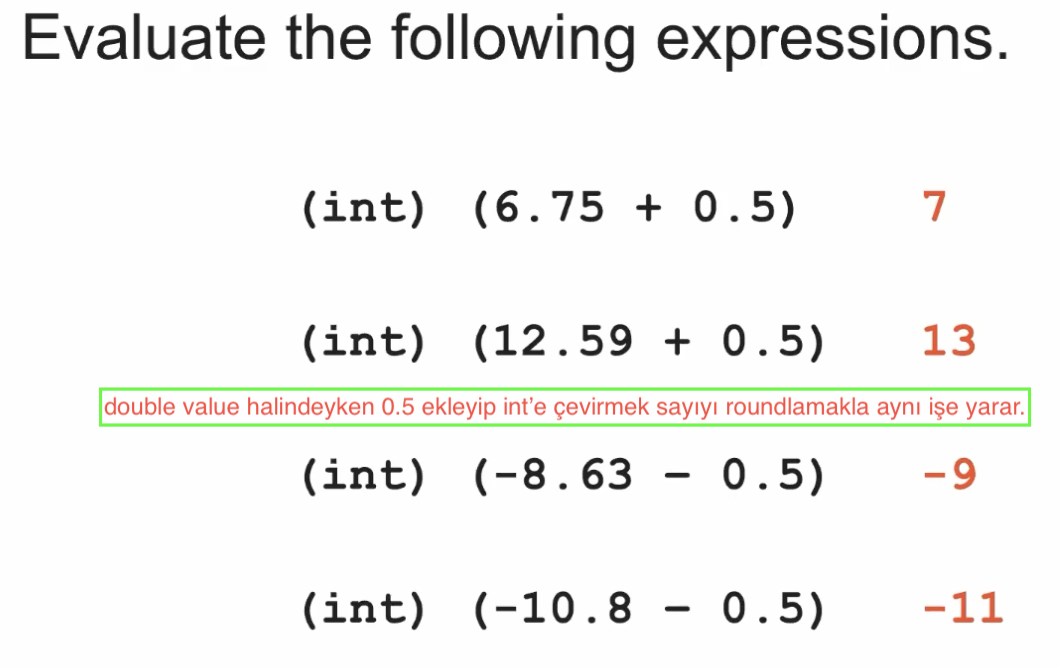 Evaluate the following expressions.
(int) (6.75 + 0.5) 7
(int) (12.59 + 0.5) 13
double value halindeyken 0.5 ekleyip int’e çevirmek sayıyı roundlamakla aynı işe yarar.
(int) (-8.63 - 0.5) -9
(int) (-10.8 - 0.5) -11